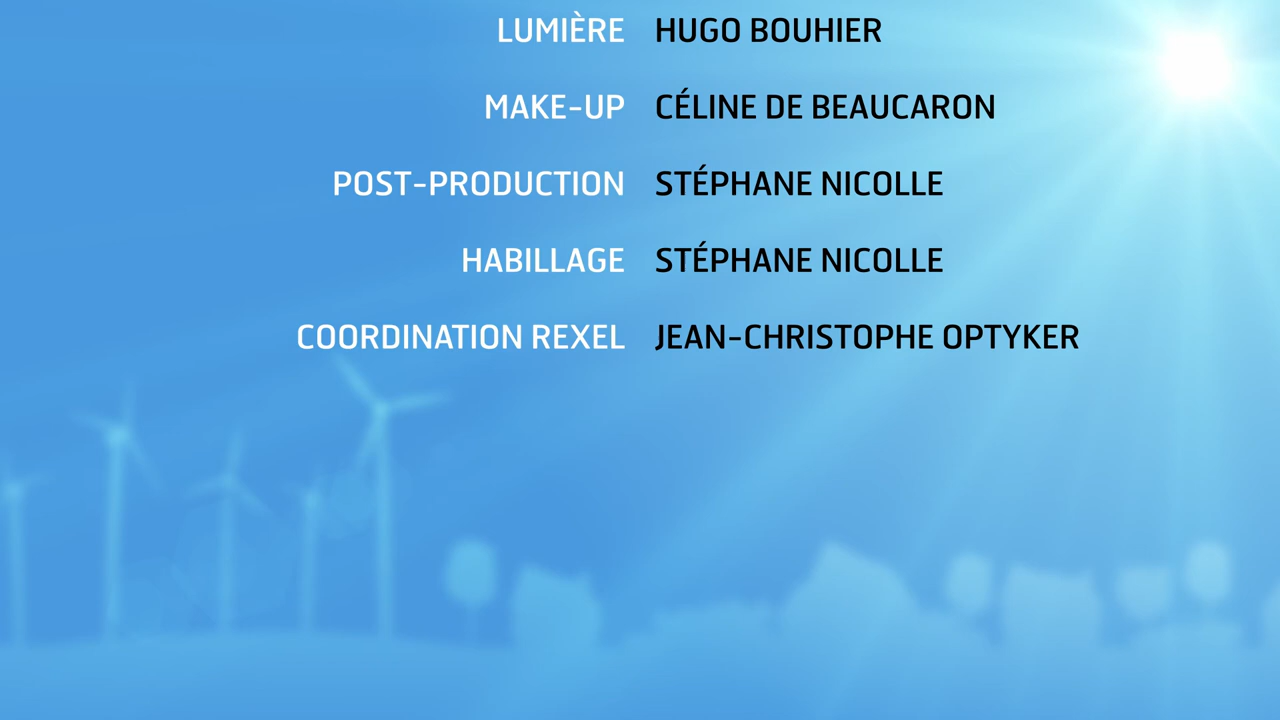 LUMIÈRE HUGO BOUHIER
MAKE-UP CÉLINE DE BEAUCARON
POST-PRODUCTION STÉPHANE NICOLLE
HABILLAGE STÉPHANE NICOLLE
COORDINATION REXEL JEAN-CHRISTOPHE OPTYKER